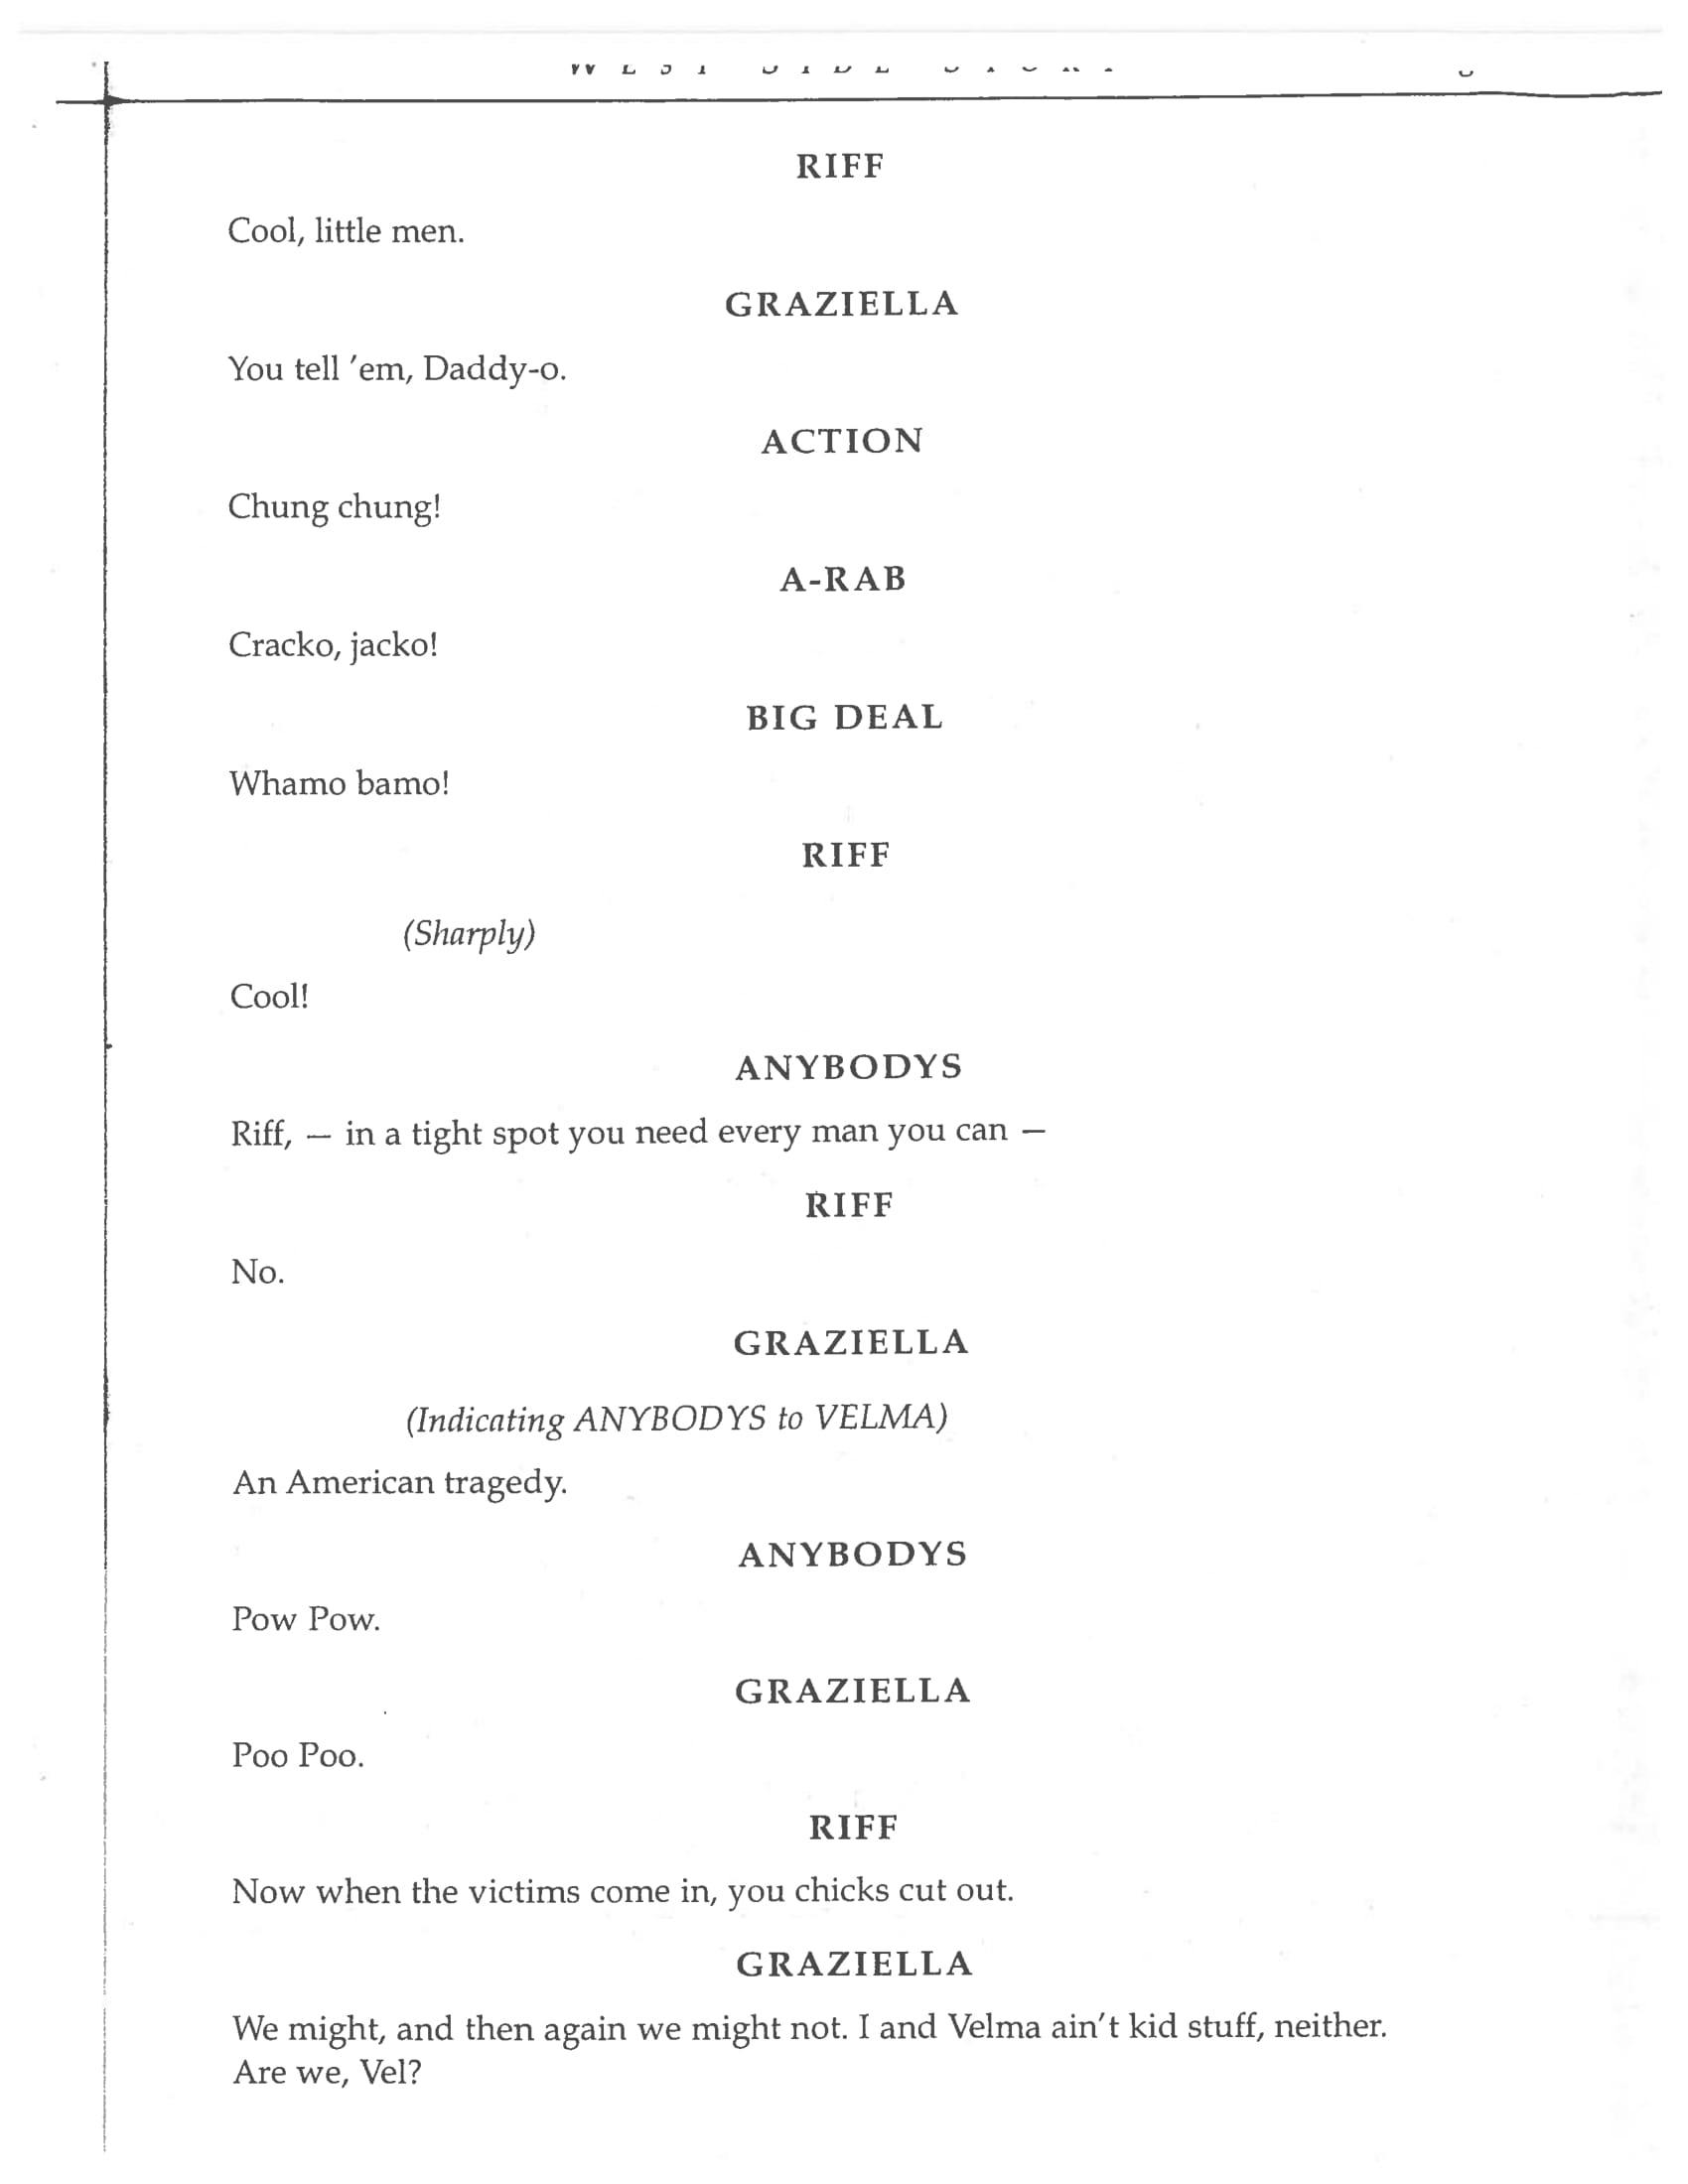 WEST SIDE STORY
RIFF
Cool, little men.
GRAZIELLA
You tell ’em, Daddy-o.
ACTION
Chung chung!
A-RAB
Cracko, jacko!
BIG DEAL
Whamo bamo!
RIFF
(Sharply)
Cool!
ANYBODYS
Riff, — in a tight spot you need every man you can —
RIFF
No.
GRAZIELLA
(Indicating ANYBODYS to VELMA)
An American tragedy.
ANYBODYS
Pow Pow.
GRAZIELLA
Poo Poo.
RIFF
Now when the victims come in, you chicks cut out.
GRAZIELLA
We might, and then again we might not. I and Velma ain’t kid stuff, neither.
Are we, Vel?